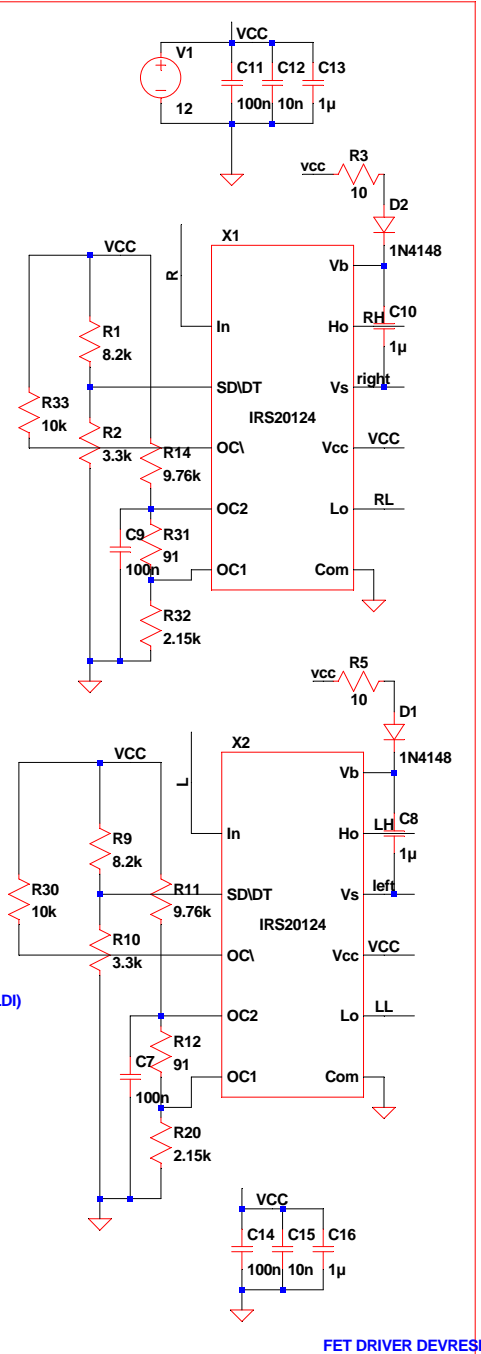 VCC
V1
C11
C12
C13
12
100n
10n
1µ
vcc
R3
10
D2
1N4148
X1
VCC
R
Vb
In
Ho
RH
C10
1µ
R1
8.2k
SD\DT
Vs
right
R33
10k
R2
3.3k
IRS20124
OC\
R14
9.76k
Vcc
VCC
OC2
Lo
RL
C9
100n
R31
91
OC1
Com
R32
2.15k
vcc
R5
10
D1
1N4148
X2
VCC
L
Vb
In
Ho
LH
C8
1µ
R9
8.2k
SD\DT
Vs
left
R30
10k
R11
9.76k
IRS20124
R10
3.3k
OC\
Vcc
VCC
LDI)
OC2
Lo
LL
R12
91
C7
100n
OC1
Com
R20
2.15k
VCC
C14
C15
C16
100n
10n
1µ
FET DRIVER DEVRESI